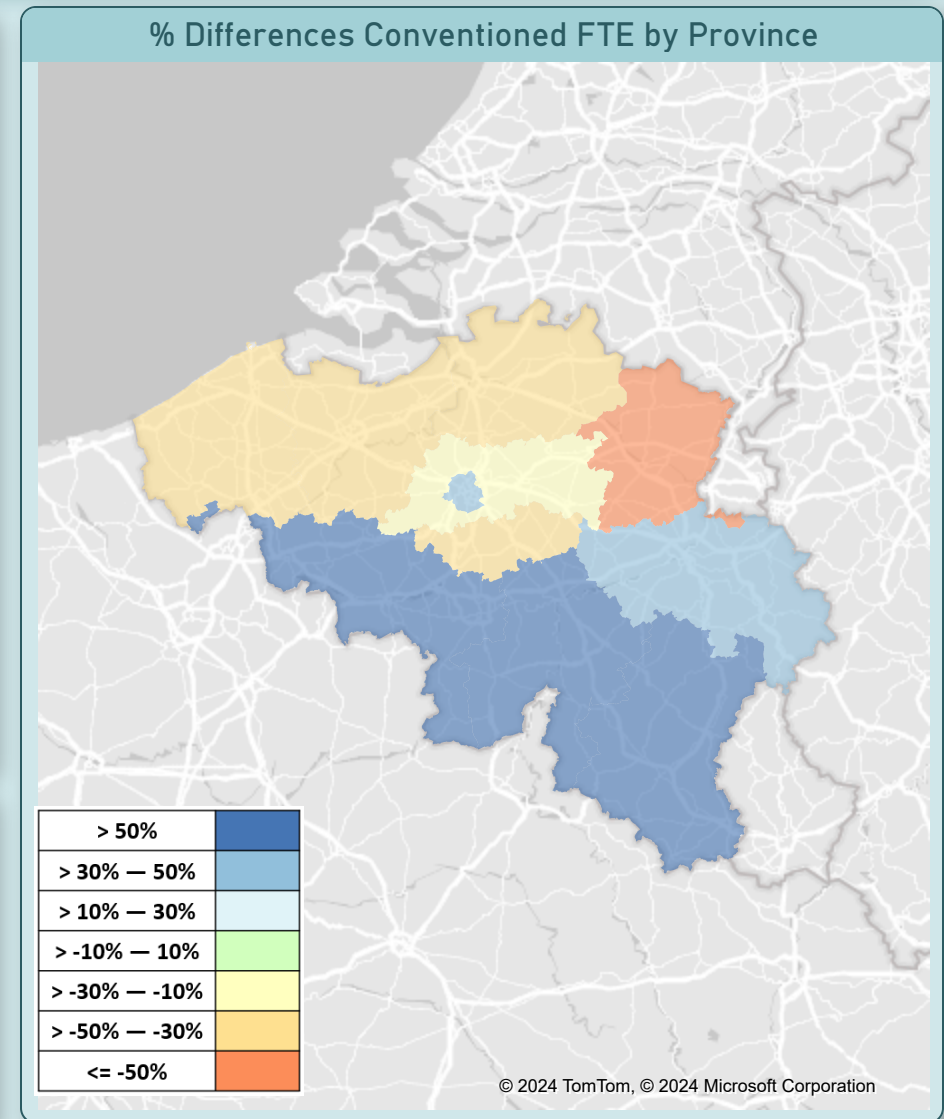 % Differences Conventioned FTE by Province
> 50%
> 30% — 50%
> 10% — 30%
> -10% — 10%
> -30% — -10%
> -50% — -30%
<= -50%
© 2024 TomTom, © 2024 Microsoft Corporation